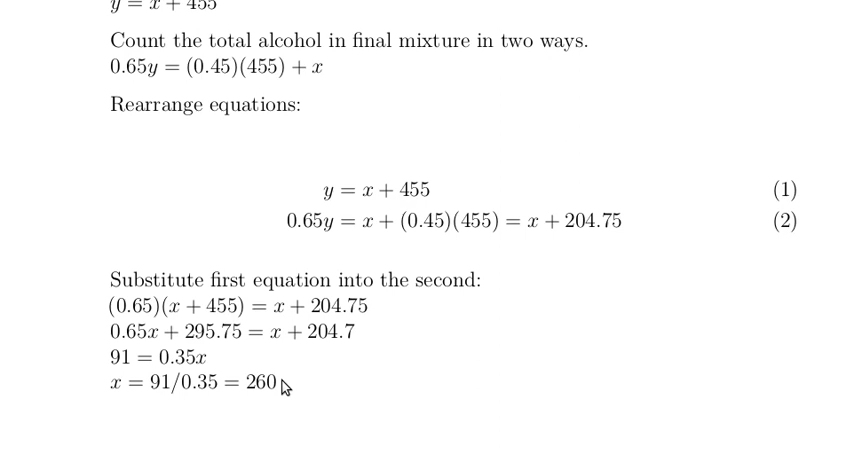 y = x + 455
Count the total alcohol in final mixture in two ways.
0.65y = (0.45)(455) + x
Rearrange equations:
y = x + 455 (1)
0.65y = x + (0.45)(455) = x + 204.75 (2)
Substitute first equation into the second:
(0.65)(x + 455) = x + 204.75
0.65x + 295.75 = x + 204.7
91 = 0.35x
x = 91/0.35 = 260